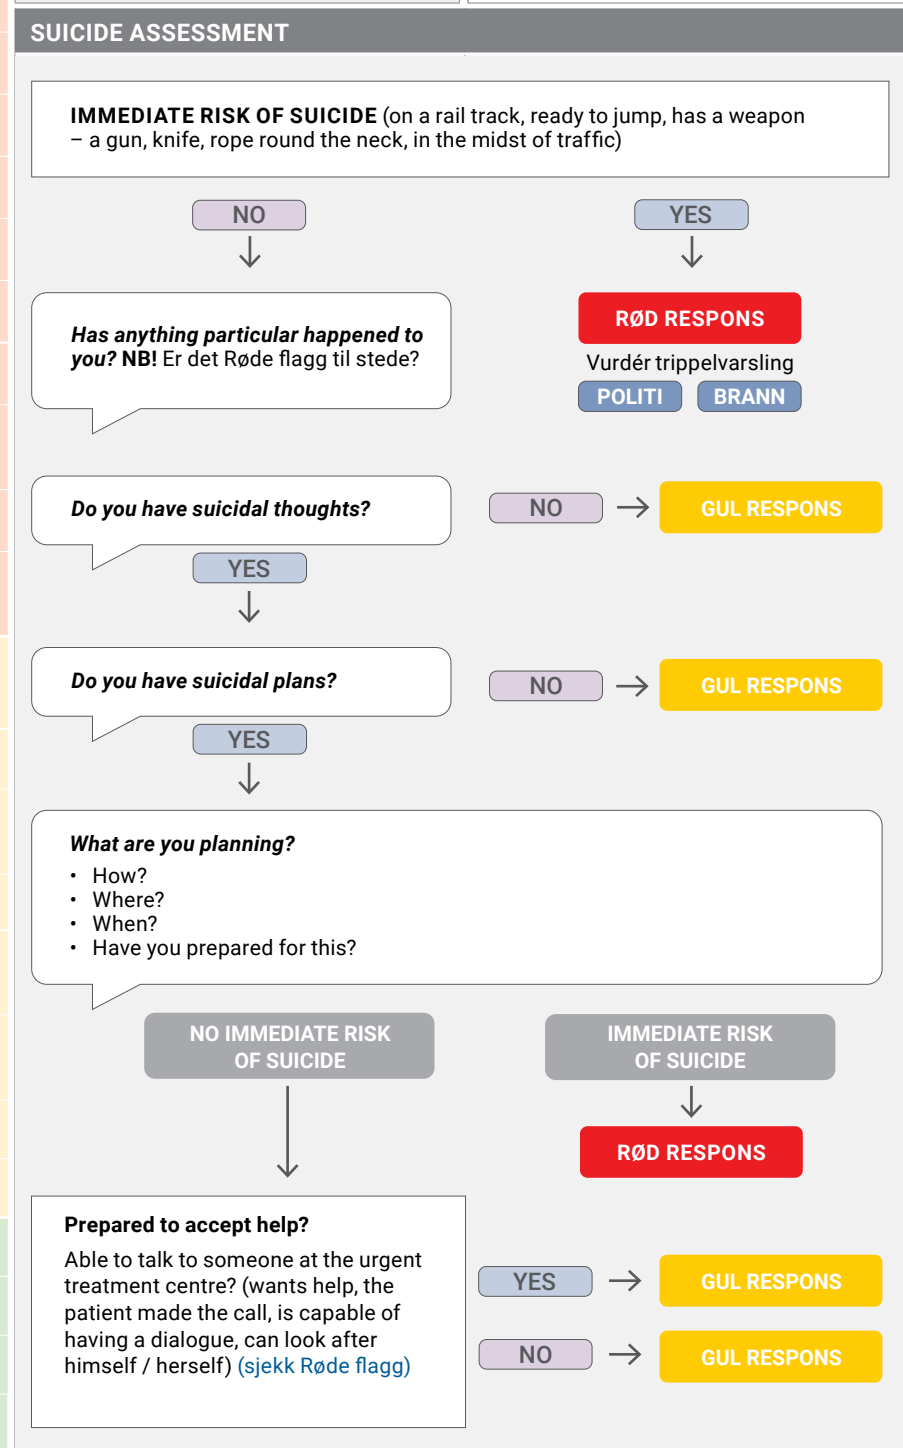 SUICIDE ASSESSMENT
IMMEDIATE RISK OF SUICIDE (on a rail track, ready to jump, has a weapon
– a gun, knife, rope round the neck, in the midst of traffic)
NO
YES
Has anything particular happened to
you? NB! Er det Røde flagg til stede?
RØD RESPONS
Vurdér trippelvarsling
POLITI
BRANN
Do you have suicidal thoughts?
NO
GUL RESPONS
YES
Do you have suicidal plans?
NO
GUL RESPONS
YES
What are you planning?
• How?
• Where?
• When?
• Have you prepared for this?
NO IMMEDIATE RISK
OF SUICIDE
IMMEDIATE RISK
OF SUICIDE
RØD RESPONS
Prepared to accept help?
Able to talk to someone at the urgent
treatment centre? (wants help, the
patient made the call, is capable of
having a dialogue, can look after
himself / herself) (sjekk Røde flagg)
YES
GUL RESPONS
NO
GUL RESPONS